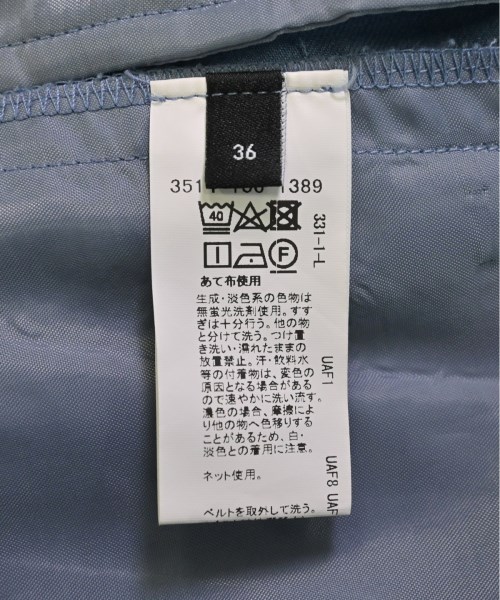 36
1389
40
331-1-L
あて布使用
生成・淡色系の色物は
無蛍光洗剤使用。すす
ぎは十分行う。他の物
と分けて洗う。つけ置
き洗い・濡れたままの
放置禁止。汗・飲料水
等の付着物は、変色の
原因となる場合がある
ので速やかに洗い流す。
濃色の場合、摩擦によ
り他の物へ色移りする
ことがあるため、白・
淡色との着用に注意。
ネット使用。
ベルトを取外して洗う。
UAF1
UAF8 UAF